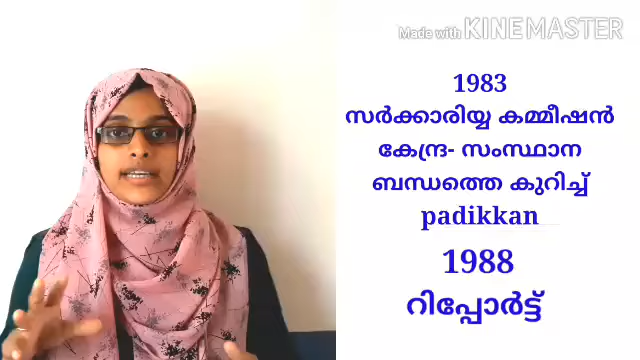 Made with KINEMASTER
1983
സർക്കാരിയ്യ കമ്മീഷൻ
കേന്ദ്ര- സംസ്ഥാന
ബന്ധത്തെ കുറിച്ച്
padikkan
1988
റിപ്പോർട്ട്